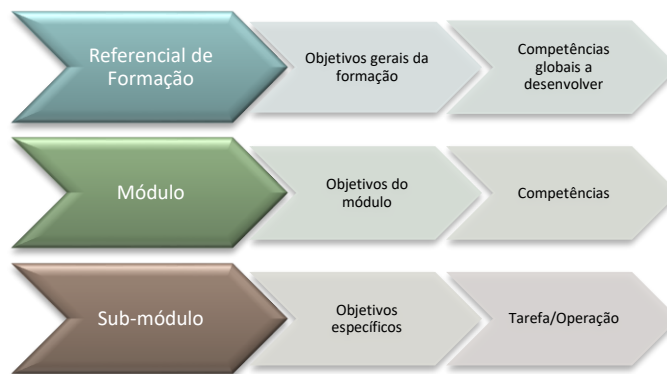 Referencial de
Formação
Objetivos gerais da
formação
Competências
globais a
desenvolver
Módulo
Objetivos do
módulo
Competências
Sub-módulo
Objetivos
específicos
Tarefa/Operação